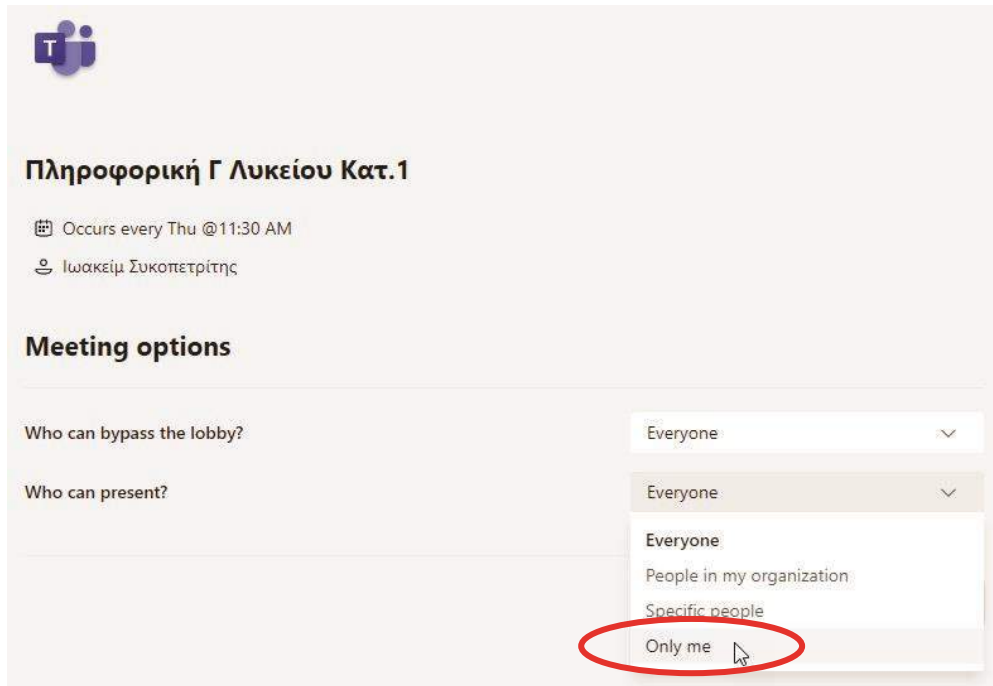 T
Πληροφορική Γ Λυκείου Κατ.1
Occurs every Thu @11:30 AM
Ιωακείμ Συκοπετρίτης
Meeting options
Who can bypass the lobby?
Everyone
Who can present?
Everyone
Everyone
People in my organization
Specific people
Only me